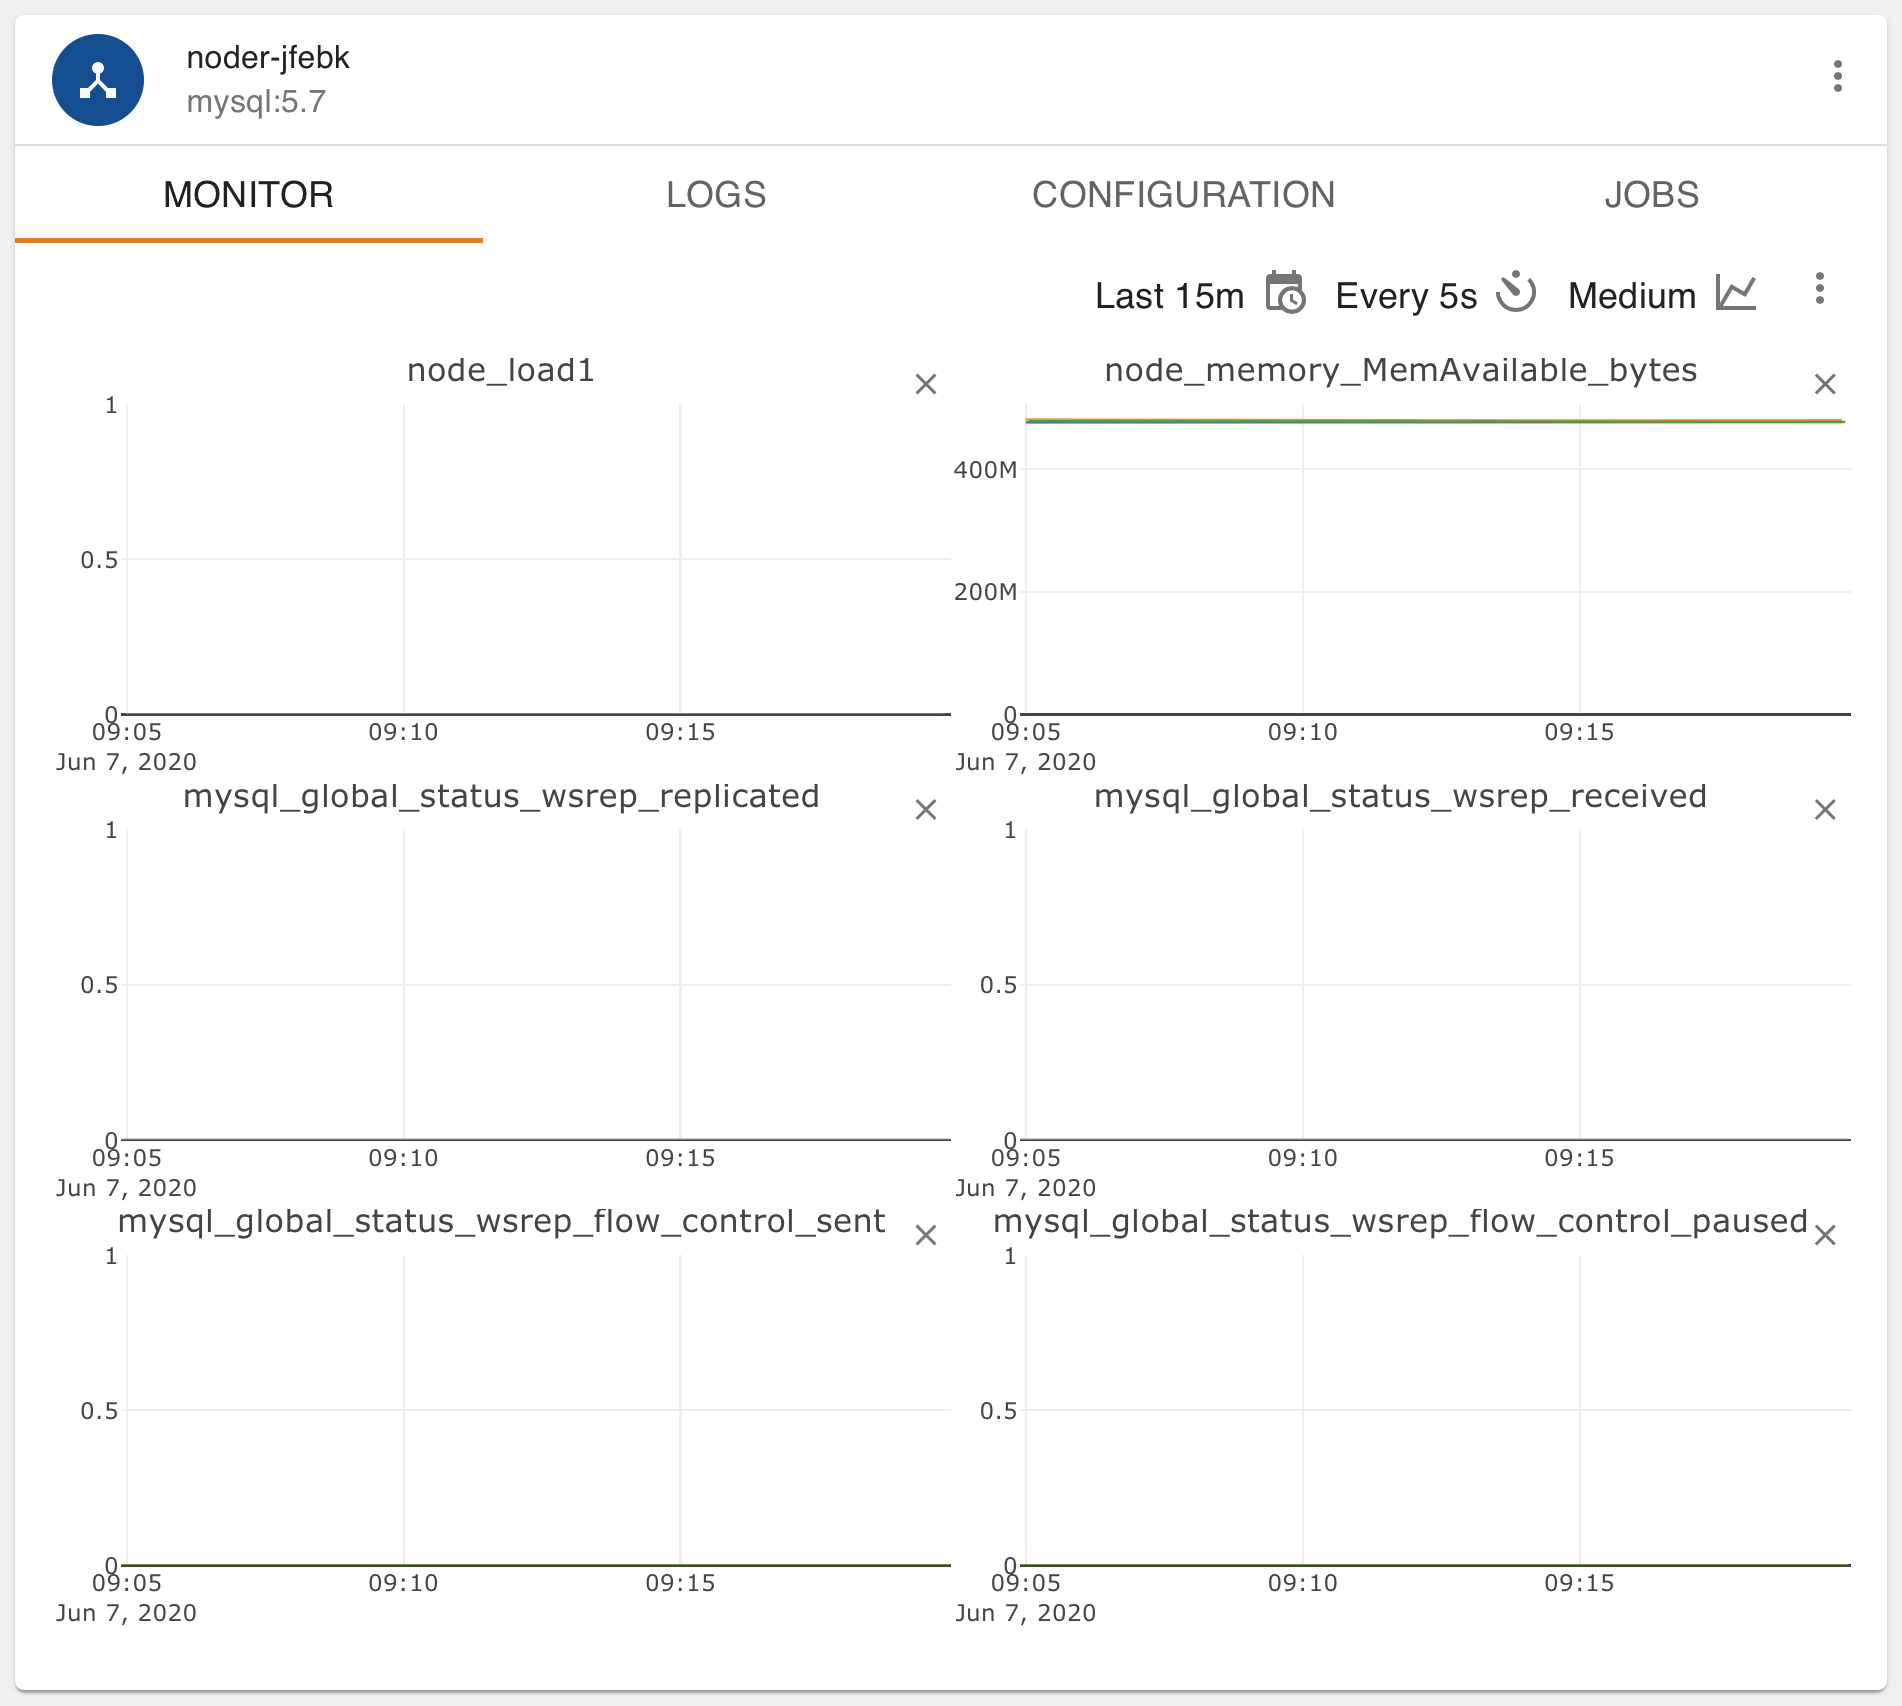 noder-jfebk
mysql:5.7
MONITOR LOGS CONFIGURATION JOBS
Last 15m Every 5s Medium
node_load1
1
0.5
0
09:05 09:10 09:15
Jun 7, 2020
node_memory_MemAvailable_bytes
400M
200M
0
09:05 09:10 09:15
Jun 7, 2020
mysql_global_status_wsrep_replicated
1
0.5
0
09:05 09:10 09:15
Jun 7, 2020
mysql_global_status_wsrep_received
1
0.5
0
09:05 09:10 09:15
Jun 7, 2020
mysql_global_status_wsrep_flow_control_sent
1
0.5
0
09:05 09:10 09:15
Jun 7, 2020
mysql_global_status_wsrep_flow_control_paused
1
0.5
0
09:05 09:10 09:15
Jun 7, 2020